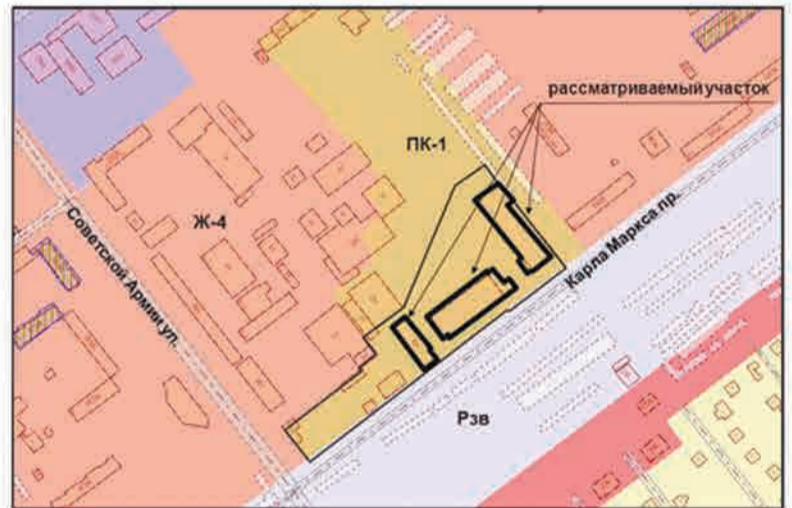 рассматриваемый участок
ПК-1
Ж-4
Советской Армии ул.
Карла Маркса пр.
Рзв